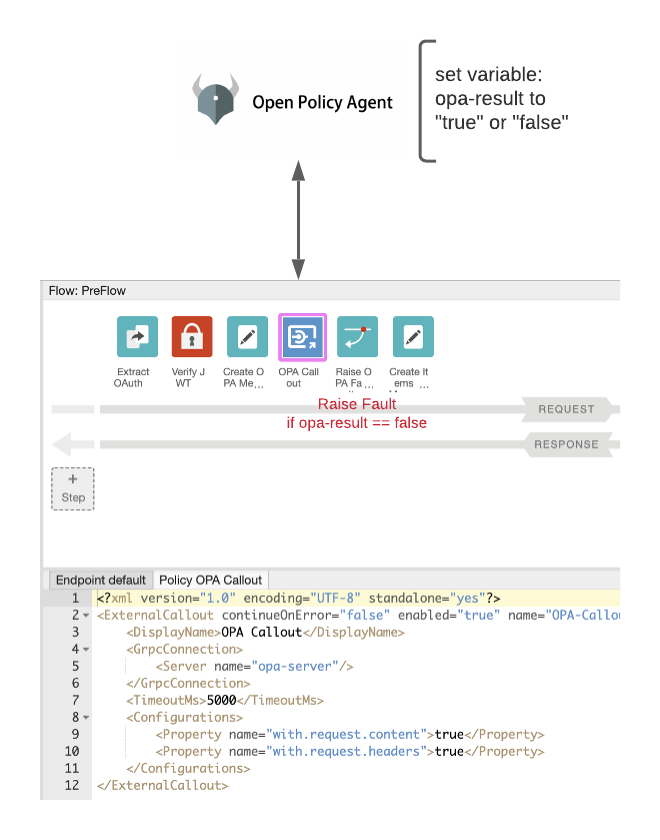 Open Policy Agent
set variable:
opa-result to
"true" or "false"
Flow: PreFlow
Extract
OAuth
Verify J
WT
Create O
PA Me...
OPA Call
out
Raise O
PA Fa ...
Create It
ems ...
Raise Fault
if opa-result == false
REQUEST
RESPONSE
+
Step
Endpoint default
Policy OPA Callout
1 <?xml version="1.0" encoding="UTF-8" standalone="yes"?>
2 <ExternalCallout continueOnError="false" enabled="true" name="OPA-Callou
3 <DisplayName>OPA Callout</DisplayName>
4 <GrpcConnection>
5 <Server name="opa-server"/>
6 </GrpcConnection>
7 <TimeoutMs>5000</TimeoutMs>
8 <Configurations>
9 <Property name="with.request.content">true</Property>
10 <Property name="with.request.headers">true</Property>
11 </Configurations>
12 </ExternalCallout>